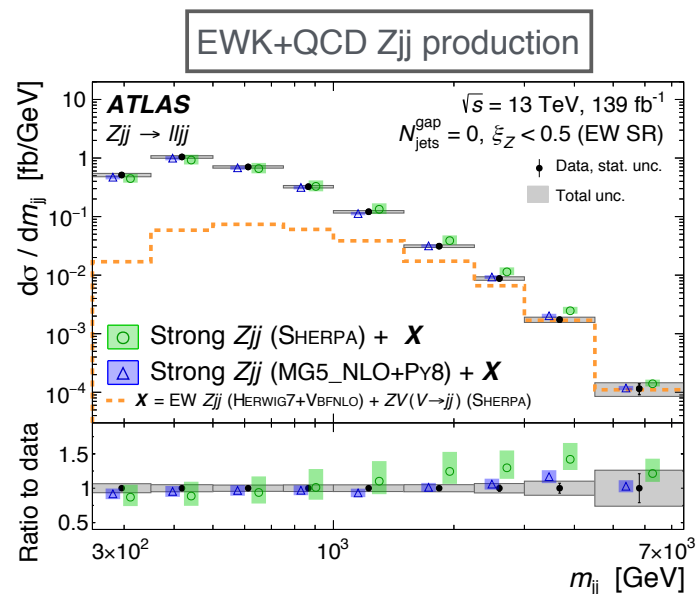 EWK+QCD Zjj production
dσ / dm_jj [fb/GeV]
10
1
10⁻¹
10⁻²
10⁻³
10⁻⁴
ATLAS
Zjj → lljj
√s = 13 TeV, 139 fb⁻¹
N^gap_jets = 0, ξ_Z < 0.5 (EW SR)
Data, stat. unc.
Total unc.
Strong Zjj (SHERPA) + X
Strong Zjj (MG5_NLO+PY8) + X
X = EW Zjj (HERWIG7+VBFNLO) + ZV(V→jj) (SHERPA)
Ratio to data
1.5
1
0.5
3×10²
10³
7×10³
m_jj [GeV]